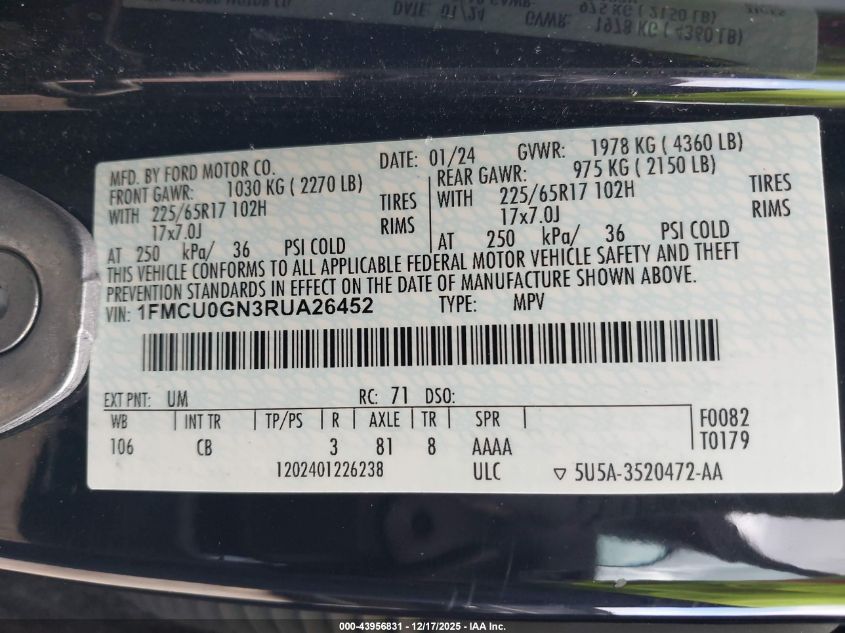 MFD. BY FORD MOTOR CO. DATE: 01/24 GVWR: 1978 KG ( 4360 LB)
FRONT GAWR: 1030 KG ( 2270 LB) REAR GAWR: 975 KG ( 2150 LB)
WITH 225/65R17 102H TIRES WITH 225/65R17 102H TIRES
17x7.0J RIMS 17x7.0J RIMS
AT 250 kPa/ 36 PSI COLD AT 250 kPa/ 36 PSI COLD
THIS VEHICLE CONFORMS TO ALL APPLICABLE FEDERAL MOTOR VEHICLE SAFETY AND THEFT
PREVENTION STANDARDS IN EFFECT ON THE DATE OF MANUFACTURE SHOWN ABOVE.
VIN: 1FMCU0GN3RUA26452 TYPE: MPV
EXT PNT: UM RC: 71 DSO:
WB INT TR TP/PS R AXLE TR SPR F0082
106 CB 3 81 8 AAAA T0179
1202401226238 ULC ▽ 5U5A-3520472-AA
000-43956831 - 12/17/2025 - IAA Inc.